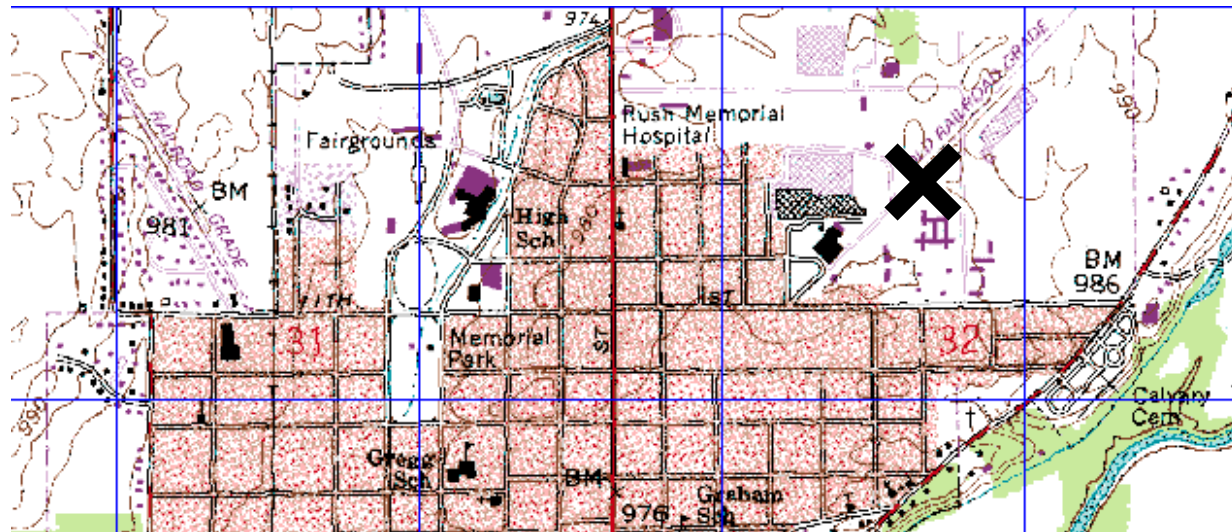 974
OLD RAILROAD GRADE
OLD RAILROAD GRADE
990
Rush Memorial
Hospital
Fairgrounds
BM
981
High
Sch
980
BM
986
11TH
1ST
31
Memorial
Park
ST
32
Calvary
Cem
990
Gregg
Sch
BM
Graham
Sch
976